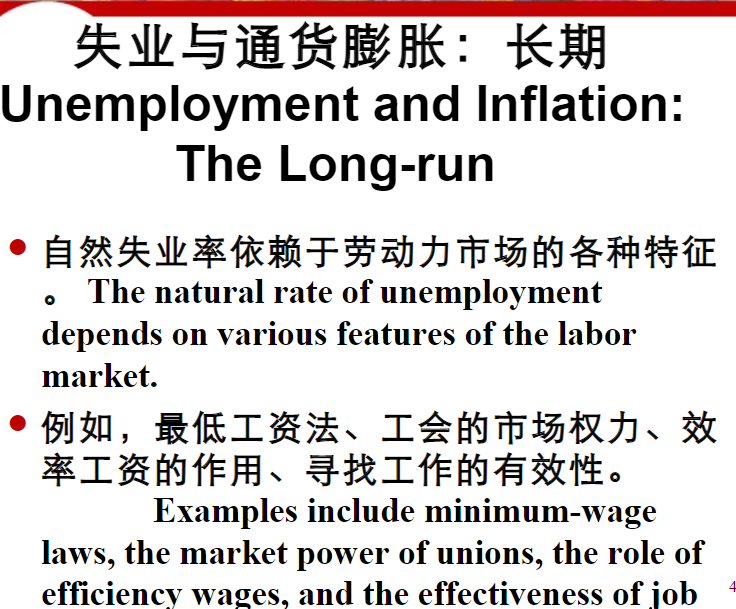 失业与通货膨胀：长期
Unemployment and Inflation:
The Long-run
自然失业率依赖于劳动力市场的各种特征
。 The natural rate of unemployment
depends on various features of the labor
market.
例如，最低工资法、工会的市场权力、效
率工资的作用、寻找工作的有效性。
Examples include minimum-wage
laws, the market power of unions, the role of
efficiency wages, and the effectiveness of job
4